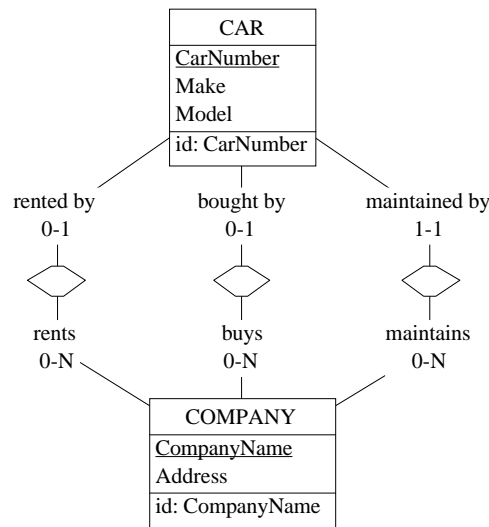 CAR
CarNumber
Make
Model
id: CarNumber
rented by
0-1
bought by
0-1
maintained by
1-1
rents
0-N
buys
0-N
maintains
0-N
COMPANY
CompanyName
Address
id: CompanyName